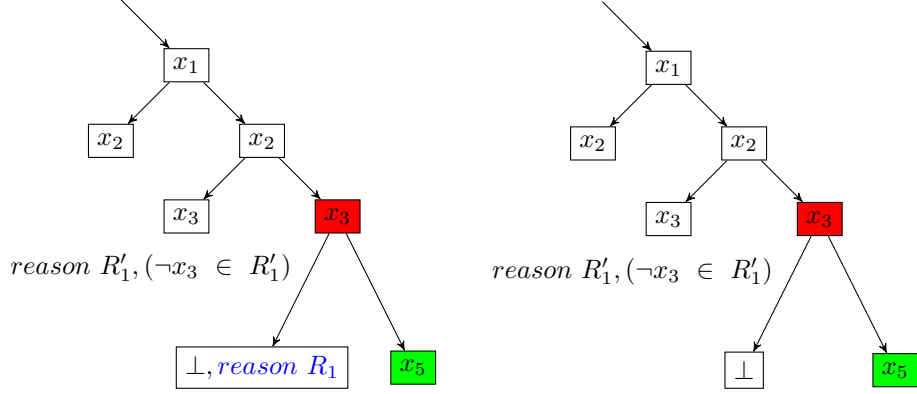 x₁ x₁
x₂ x₂ x₂ x₂
x₃ x₃ x₃ x₃
reason R′₁, (¬x₃ ∈ R′₁) reason R′₁, (¬x₃ ∈ R′₁)
⊥, reason R₁ x₅ ⊥ x₅